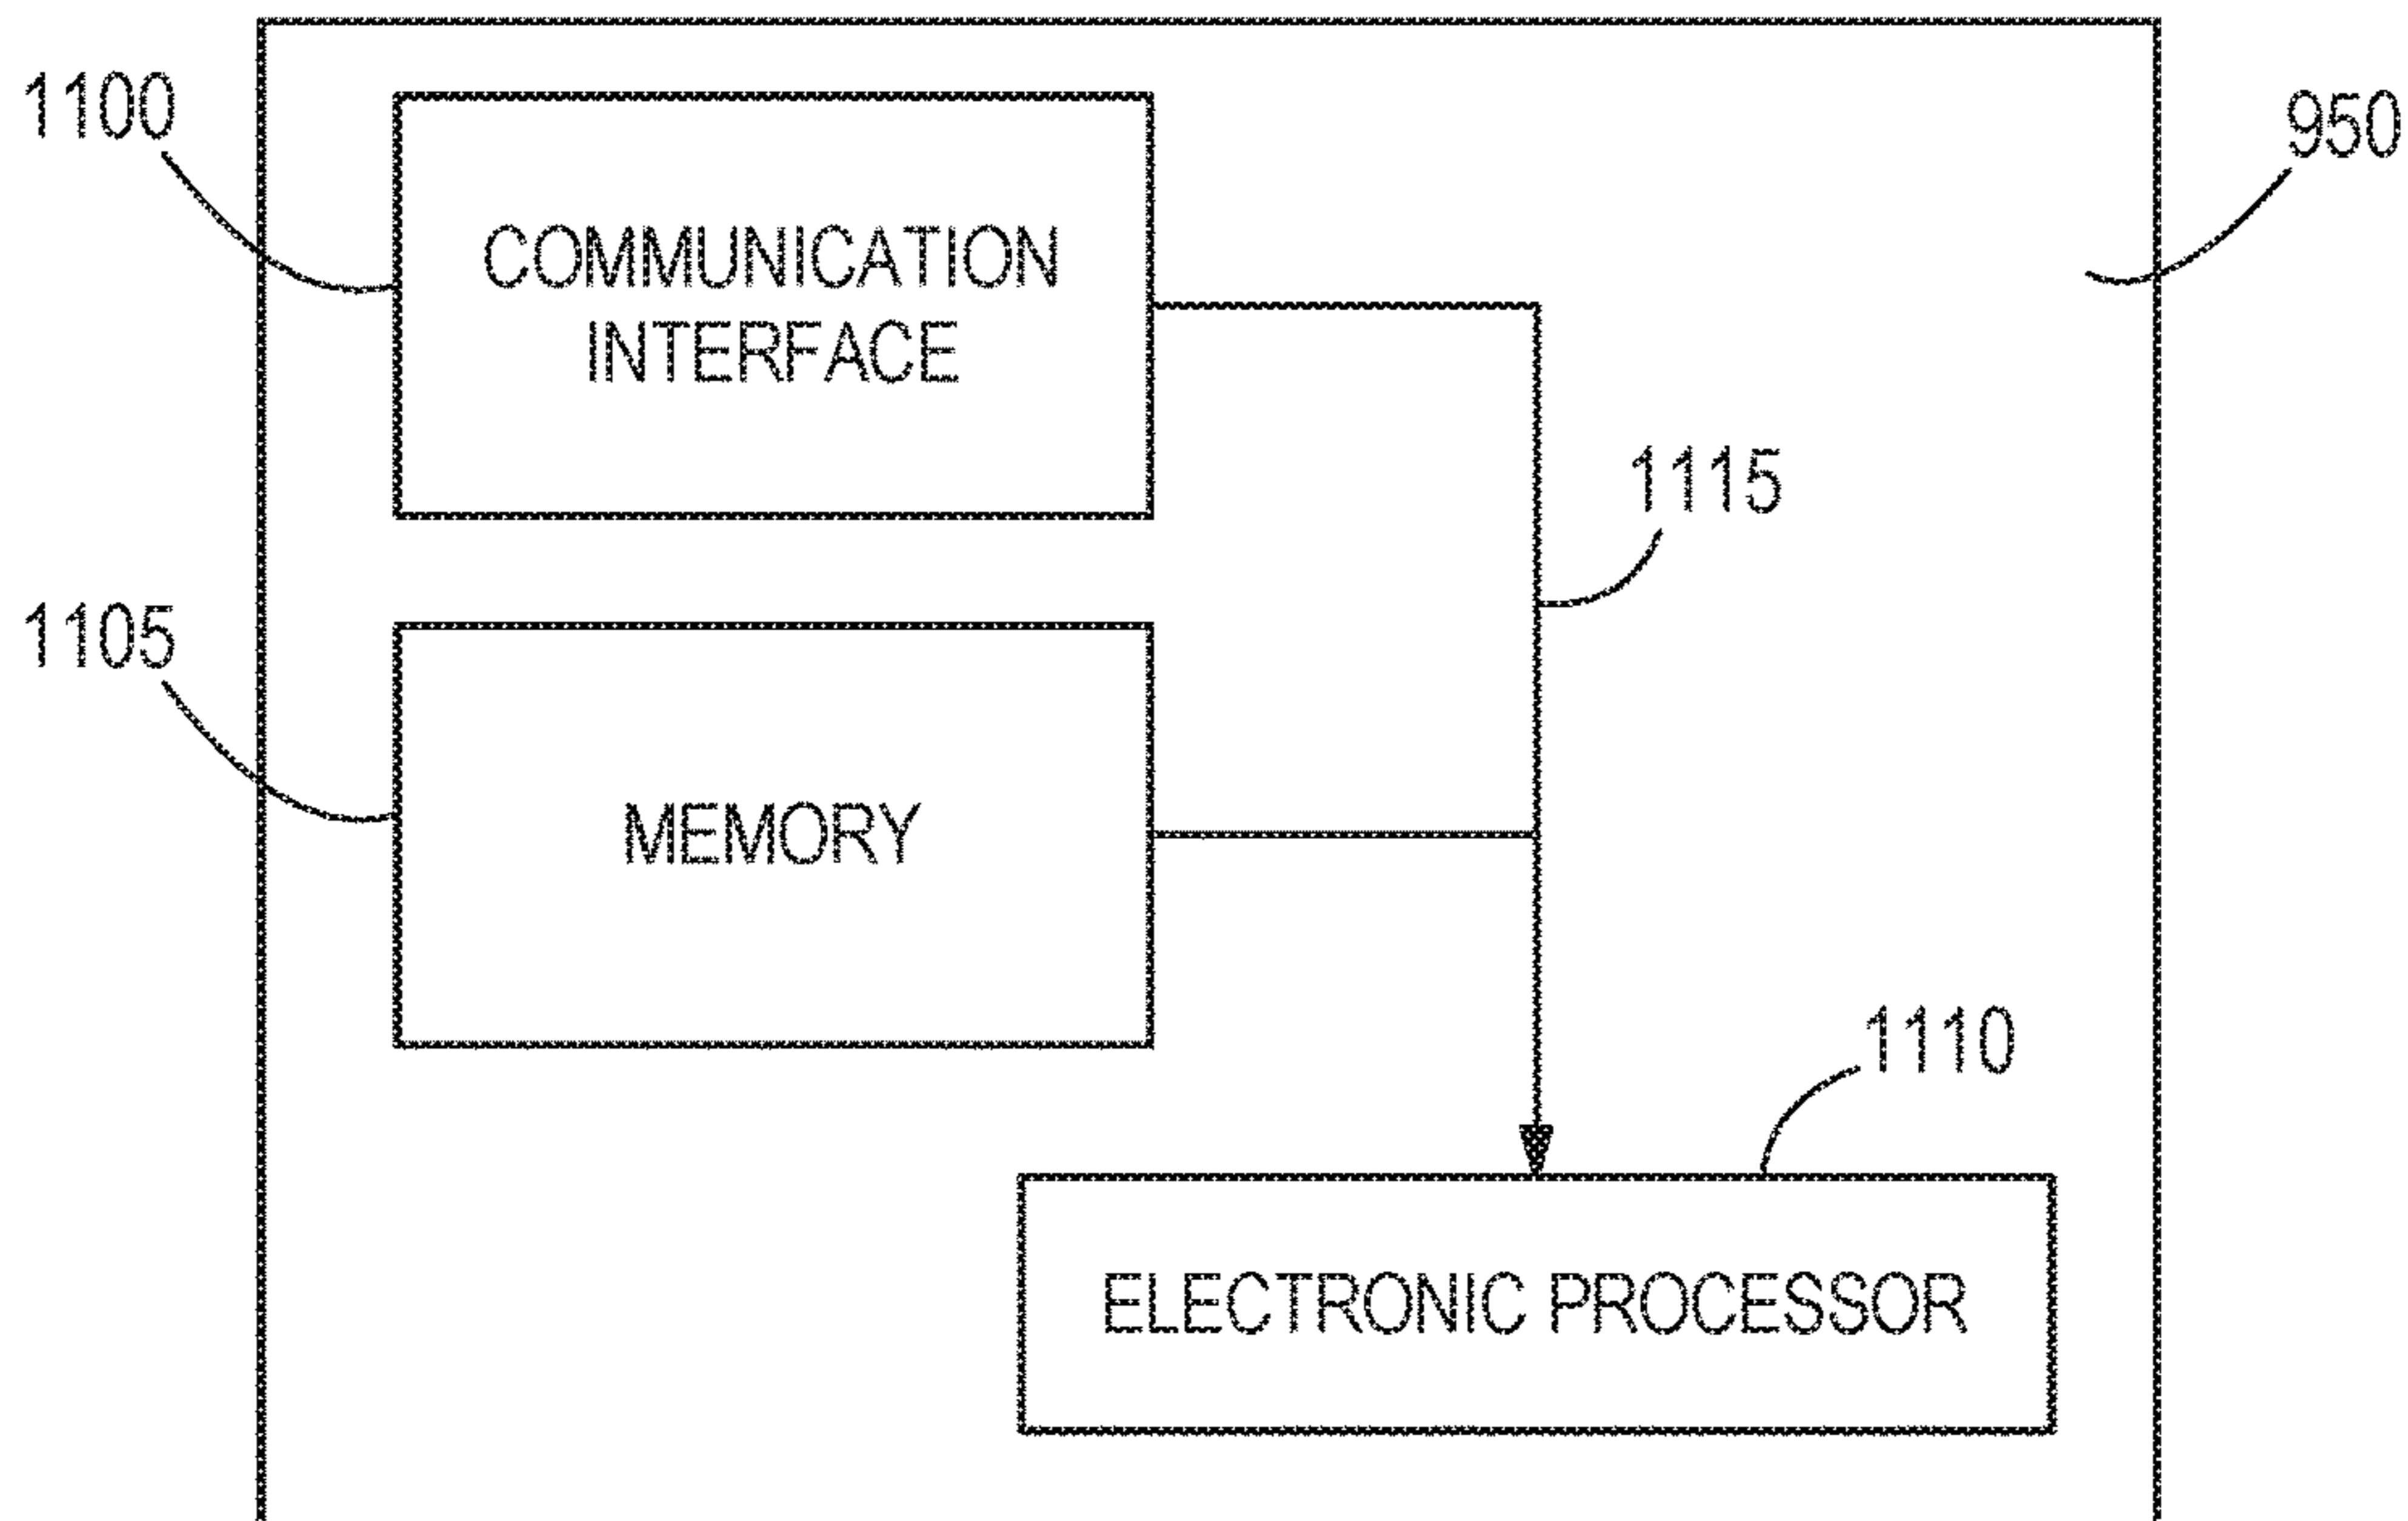 1100
950
COMMUNICATION
INTERFACE
1115
1105
MEMORY
1110
ELECTRONIC PROCESSOR